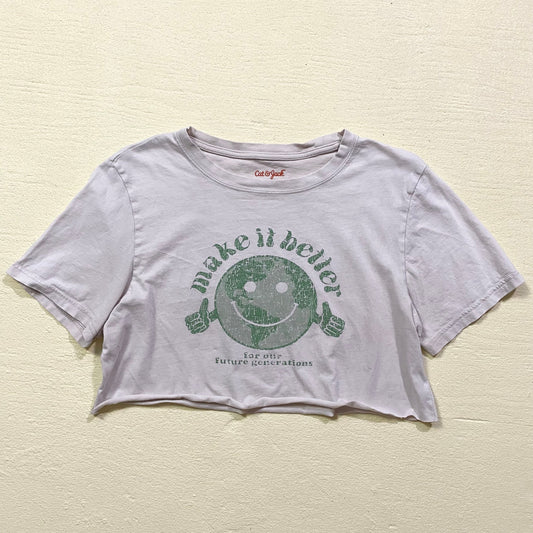 Cat & Jack
make it better
for our
future generations